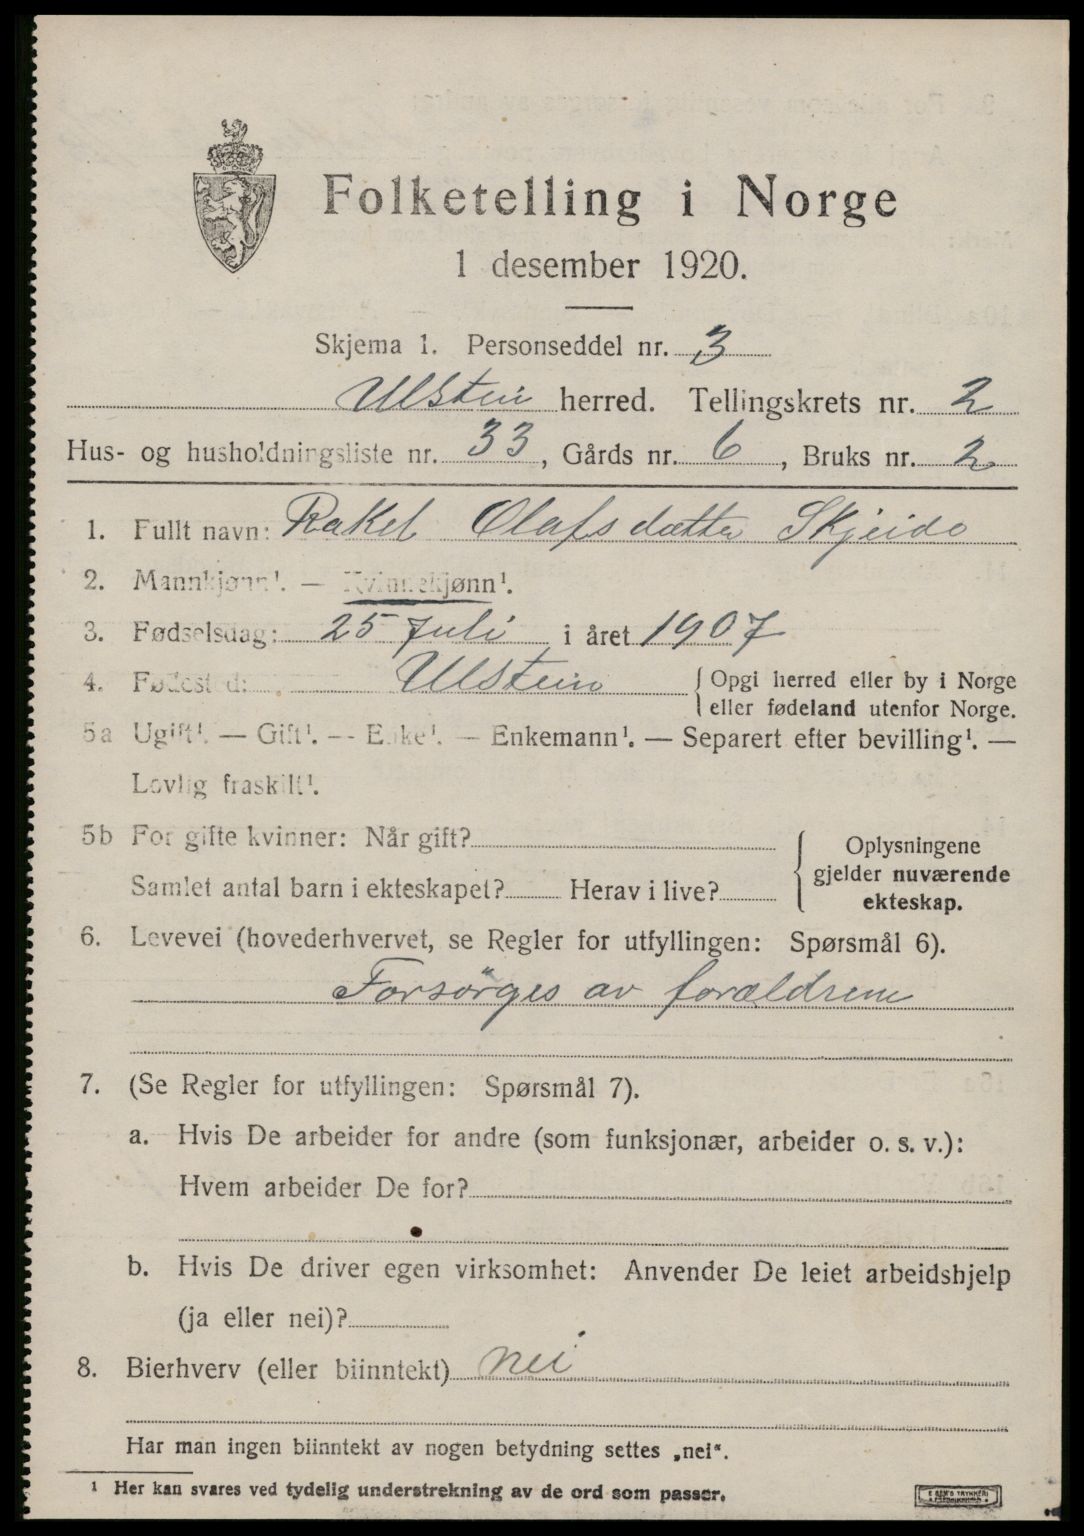 Folketelling i Norge
1 desember 1920.
Skjema 1. Personseddel nr. 3
Ulstein herred. Tellingskrets nr. 2
Hus- og husholdningsliste nr. 33, Gårds nr. 6, Bruks nr. 2
1. Fullt navn: Rakel Olafsdætter Skjeide
2. Mannkjønn¹. — Kvinnekjønn¹.
3. Fødselsdag: 25 Juli i året 1907
4. Fødested: Ulstein { Opgi herred eller by i Norge
eller fødeland utenfor Norge.
5a Ugift¹. — Gift¹. — Enke¹. — Enkemann¹. — Separert efter bevilling¹. —
Lovlig fraskilt¹.
5b For gifte kvinner: Når gift?
Samlet antal barn i ekteskapet? Herav i live?
{ Oplysningene
gjelder nuværende
ekteskap.
6. Levevei (hovederhvervet, se Regler for utfyllingen: Spørsmål 6).
Forsörges av forældrene
7. (Se Regler for utfyllingen: Spørsmål 7).
a. Hvis De arbeider for andre (som funksjonær, arbeider o. s. v.):
Hvem arbeider De for?
b. Hvis De driver egen virksomhet: Anvender De leiet arbeidshjelp
(ja eller nei)?
8. Bierhverv (eller biinntekt) nei
Har man ingen biinntekt av nogen betydning settes „nei“.
¹ Her kan svares ved tydelig understrekning av de ord som passer.